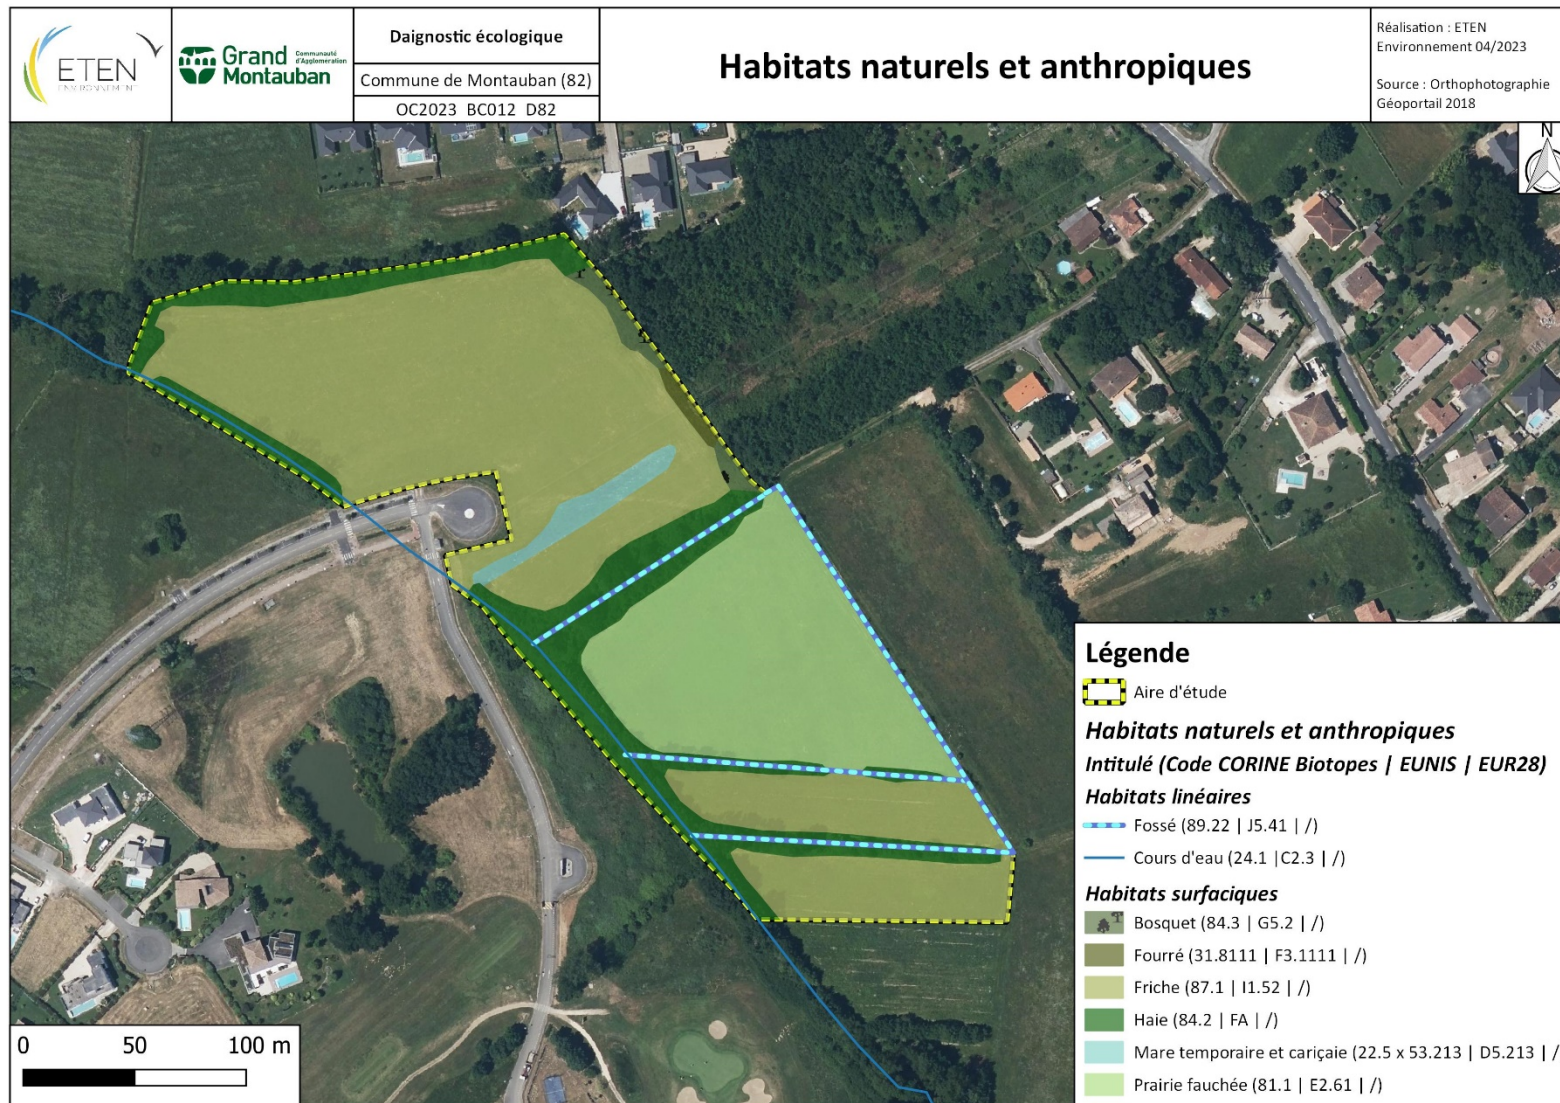 ETEN
ENVIRONNEMENT
Grand Montauban
Communauté d'Agglomération
Daignostic écologique
Commune de Montauban (82)
OC2023_BC012_D82
Habitats naturels et anthropiques
Réalisation : ETEN
Environnement 04/2023
Source : Orthophotographie
Géoportail 2018
N
Légende
Aire d'étude
Habitats naturels et anthropiques
Intitulé (Code CORINE Biotopes | EUNIS | EUR28)
Habitats linéaires
Fossé (89.22 | J5.41 | /)
Cours d'eau (24.1 |C2.3 | /)
Habitats surfaciques
Bosquet (84.3 | G5.2 | /)
Fourré (31.8111 | F3.1111 | /)
Friche (87.1 | I1.52 | /)
Haie (84.2 | FA | /)
Mare temporaire et cariçaie (22.5 x 53.213 | D5.213 | /
Prairie fauchée (81.1 | E2.61 | /)
0 50 100 m